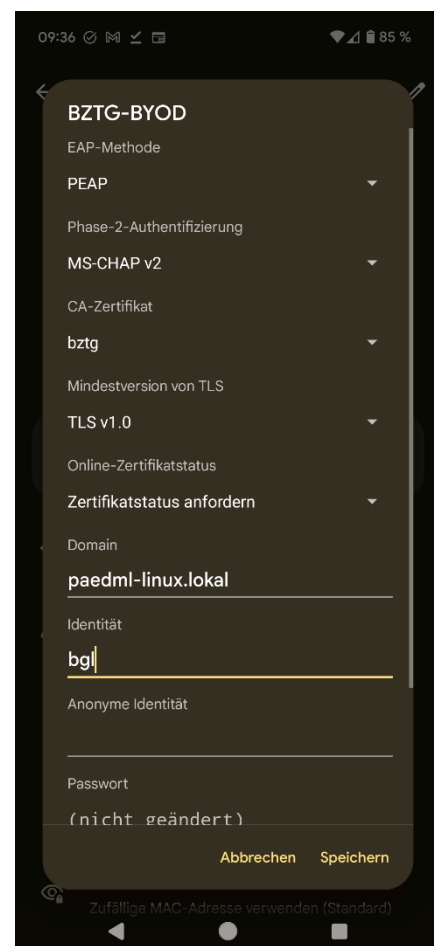 09:36 85 %
BZTG-BYOD
EAP-Methode
PEAP
Phase-2-Authentifizierung
MS-CHAP v2
CA-Zertifikat
bztg
Mindestversion von TLS
TLS v1.0
Online-Zertifikatstatus
Zertifikatstatus anfordern
Domain
paedml-linux.lokal
Identität
bgl
Anonyme Identität
Passwort
(nicht geändert)
Abbrechen Speichern
Zufällige MAC-Adresse verwenden (Standard)